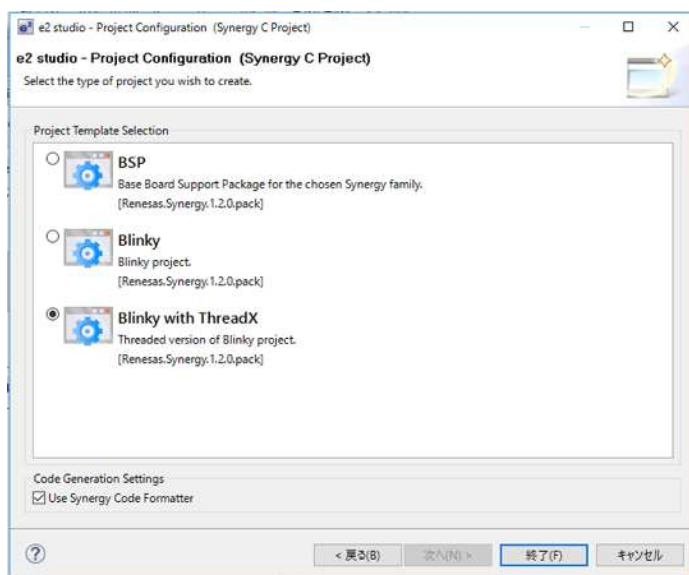 e2 studio - Project Configuration (Synergy C Project)
e2 studio - Project Configuration (Synergy C Project)
Select the type of project you wish to create.
Project Template Selection
BSP
Base Board Support Package for the chosen Synergy family.
[Renesas.Synergy.1.2.0.pack]
Blinky
Blinky project.
[Renesas.Synergy.1.2.0.pack]
Blinky with ThreadX
Threaded version of Blinky project.
[Renesas.Synergy.1.2.0.pack]
Code Generation Settings
Use Synergy Code Formatter
< 戻る(B) 次へ(N) > 終了(F) キャンセル